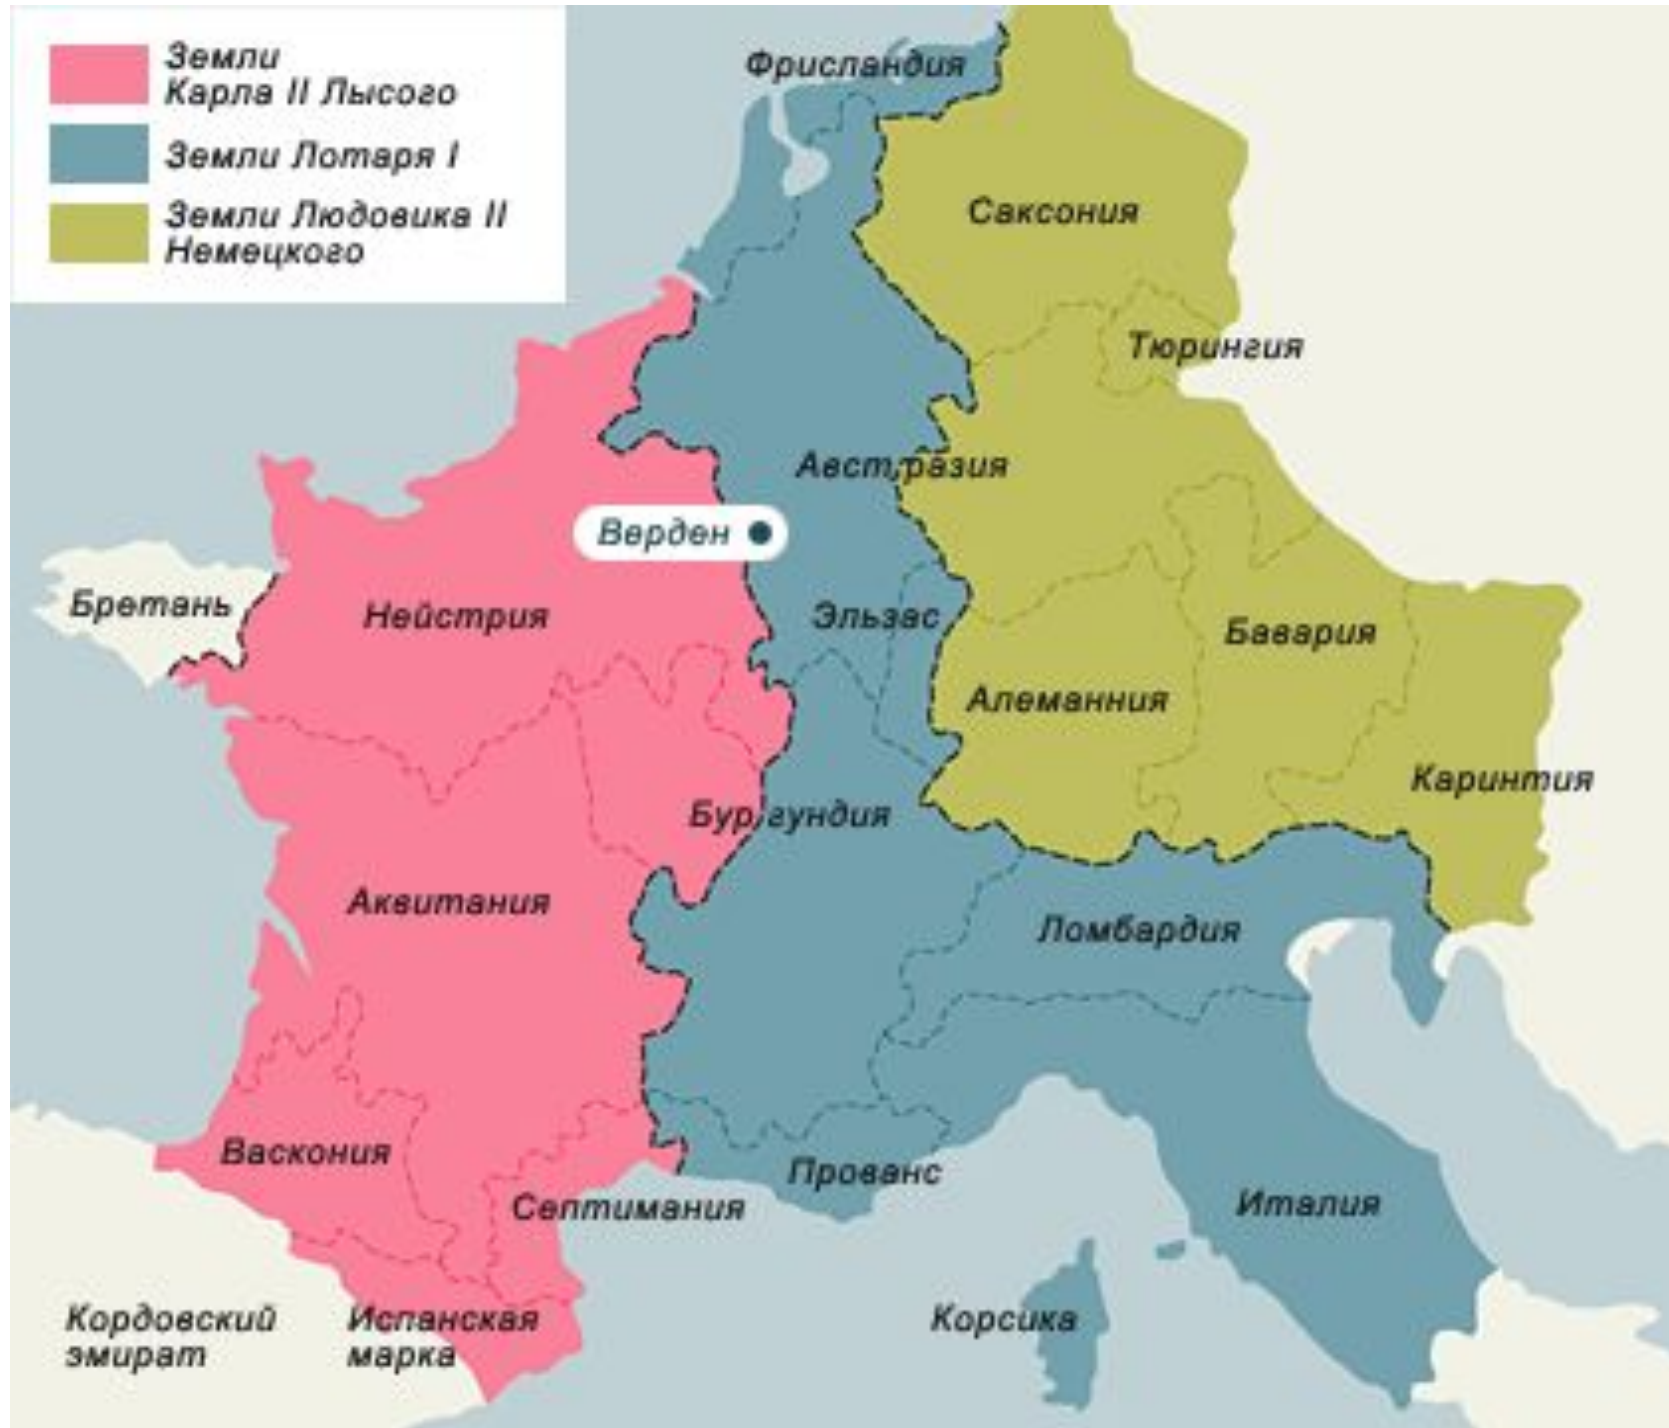 Земли
Карла II Лысого
Земли Лотаря I
Земли Людовика II
Немецкого
Фрисландия
Саксония
Тюрингия
Австразия
Верден
Бретань
Нейстрия
Эльзас
Бавария
Алеманния
Каринтия
Бургундия
Аквитания
Ломбардия
Васкония
Прованс
Септимания
Италия
Кордовский
эмират
Испанская
марка
Корсика